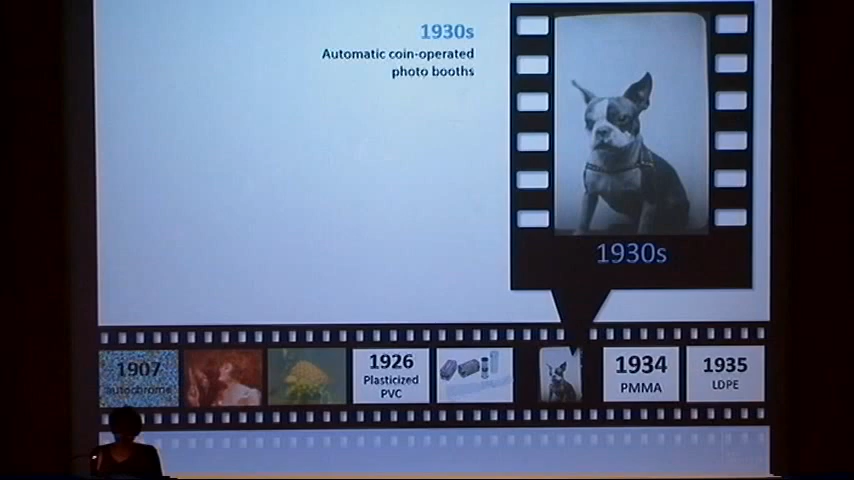 1930s
Automatic coin-operated
photo booths
1930s
1907
autochrome
1926
Plasticized
PVC
1934
PMMA
1935
LDPE